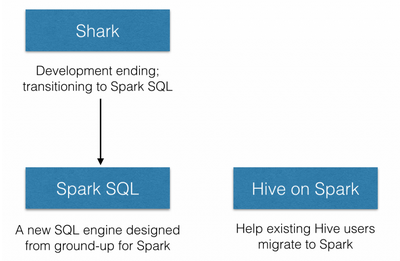 Shark
Development ending;
transitioning to Spark SQL
Spark SQL
Hive on Spark
A new SQL engine designed
from ground-up for Spark
Help existing Hive users
migrate to Spark